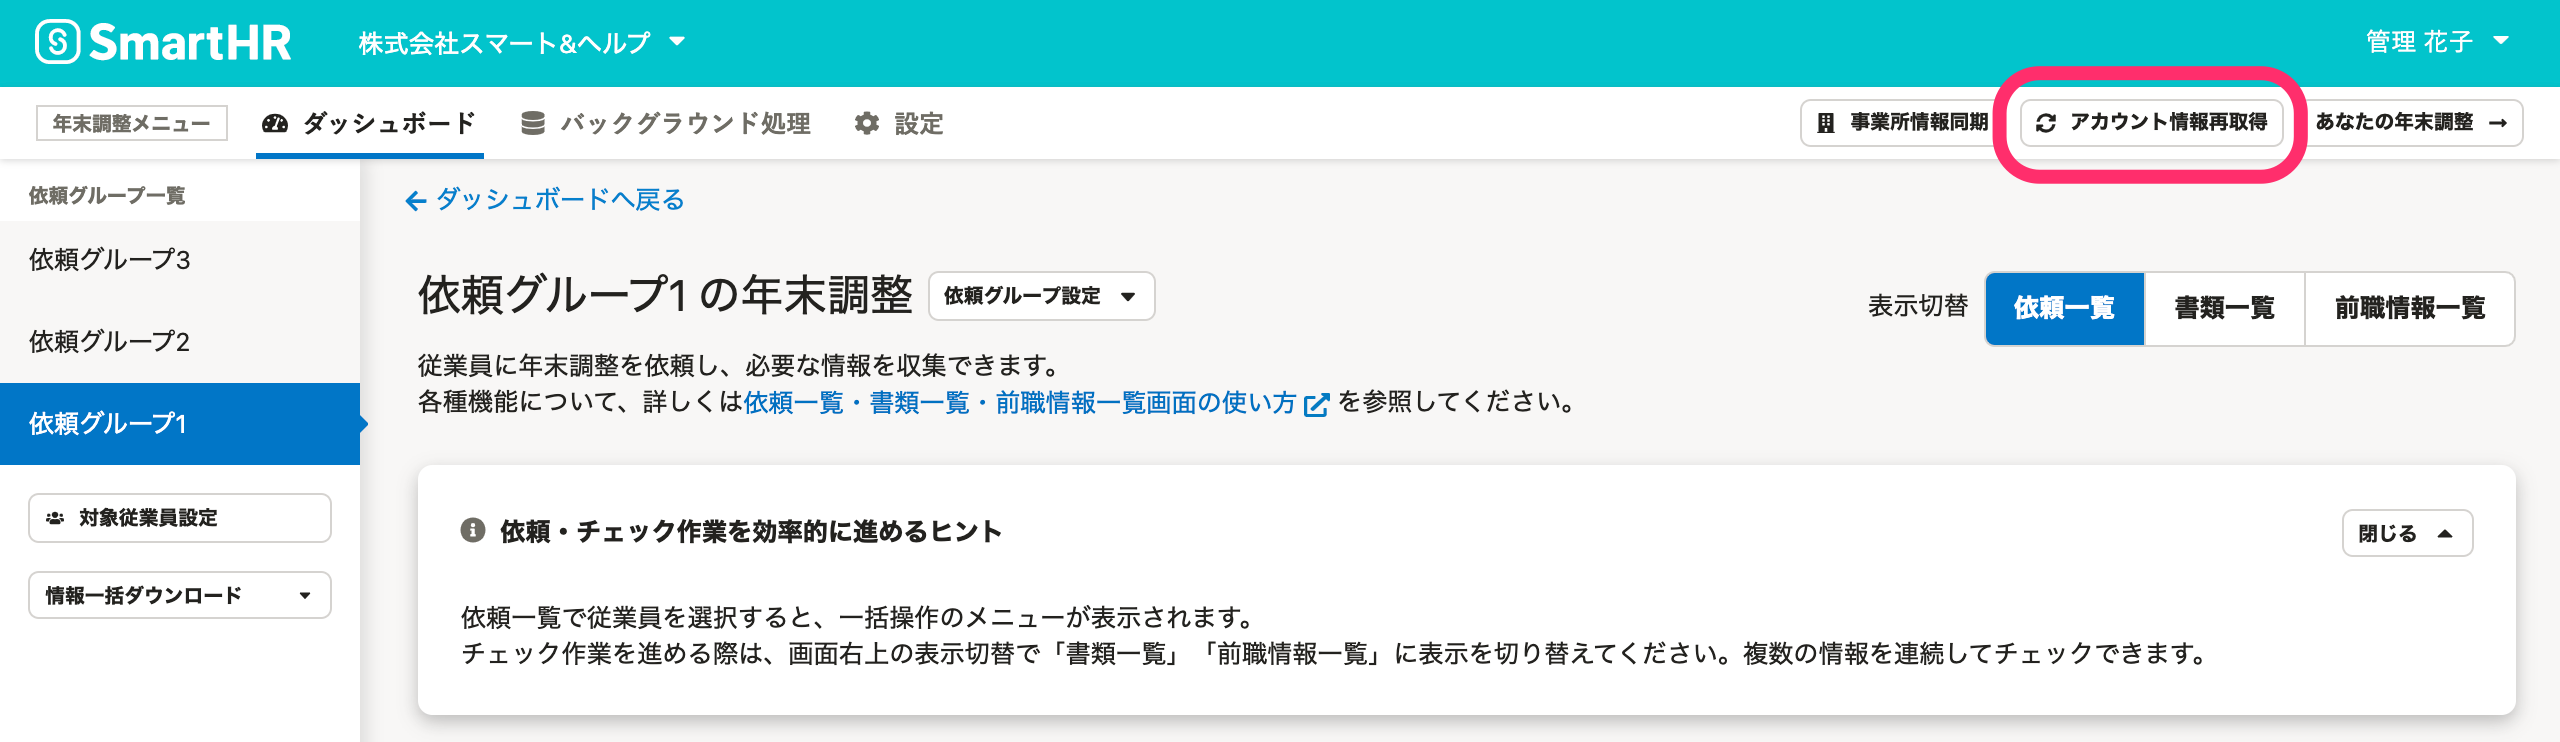 SmartHR 株式会社スマート&ヘルプ 管理 花子
年末調整メニュー ダッシュボード バックグラウンド処理 設定 事業所情報同期 アカウント情報再取得 あなたの年末調整 →
依頼グループ一覧
依頼グループ3
依頼グループ2
依頼グループ1
対象従業員設定
情報一括ダウンロード
← ダッシュボードへ戻る
依頼グループ1 の年末調整 依頼グループ設定
表示切替 依頼一覧 書類一覧 前職情報一覧
従業員に年末調整を依頼し、必要な情報を収集できます。
各種機能について、詳しくは依頼一覧・書類一覧・前職情報一覧画面の使い方 を参照してください。
依頼・チェック作業を効率的に進めるヒント 閉じる
依頼一覧で従業員を選択すると、一括操作のメニューが表示されます。
チェック作業を進める際は、画面右上の表示切替で「書類一覧」「前職情報一覧」に表示を切り替えてください。複数の情報を連続してチェックできます。